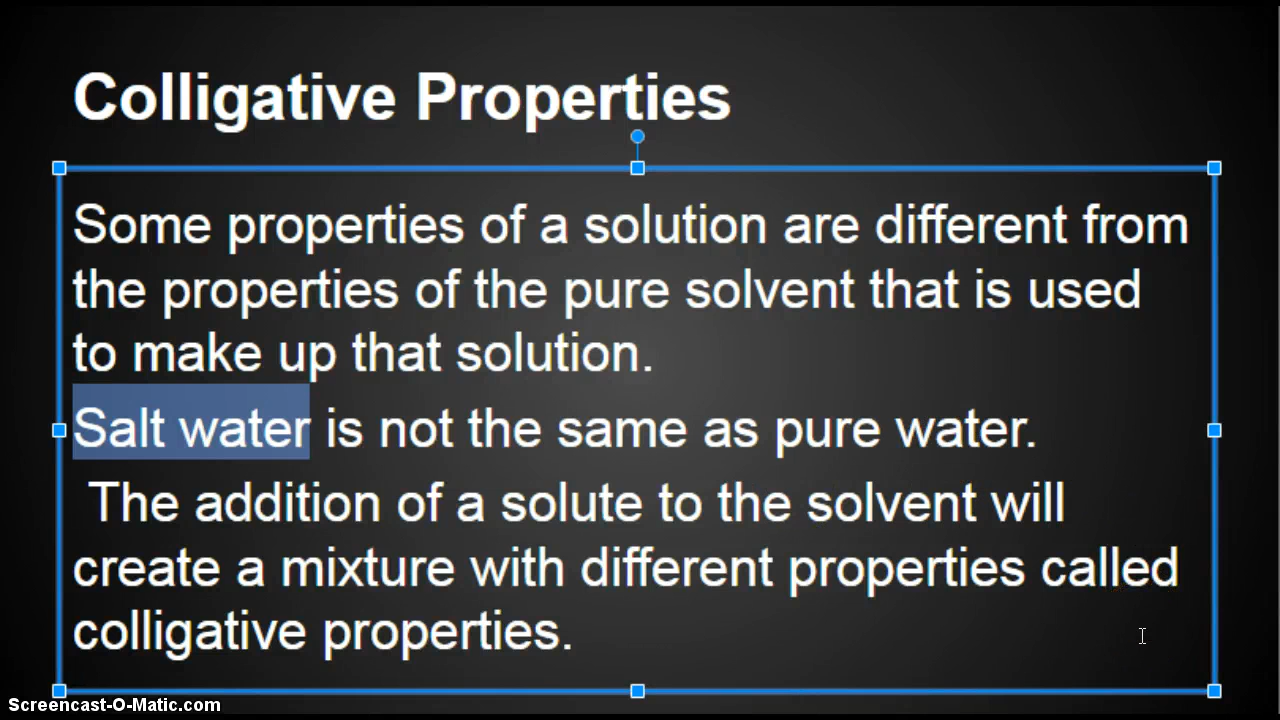 Colligative Properties
Some properties of a solution are different from
the properties of the pure solvent that is used
to make up that solution.
Salt water is not the same as pure water.
The addition of a solute to the solvent will
create a mixture with different properties called
colligative properties.
Screencast-O-Matic.com